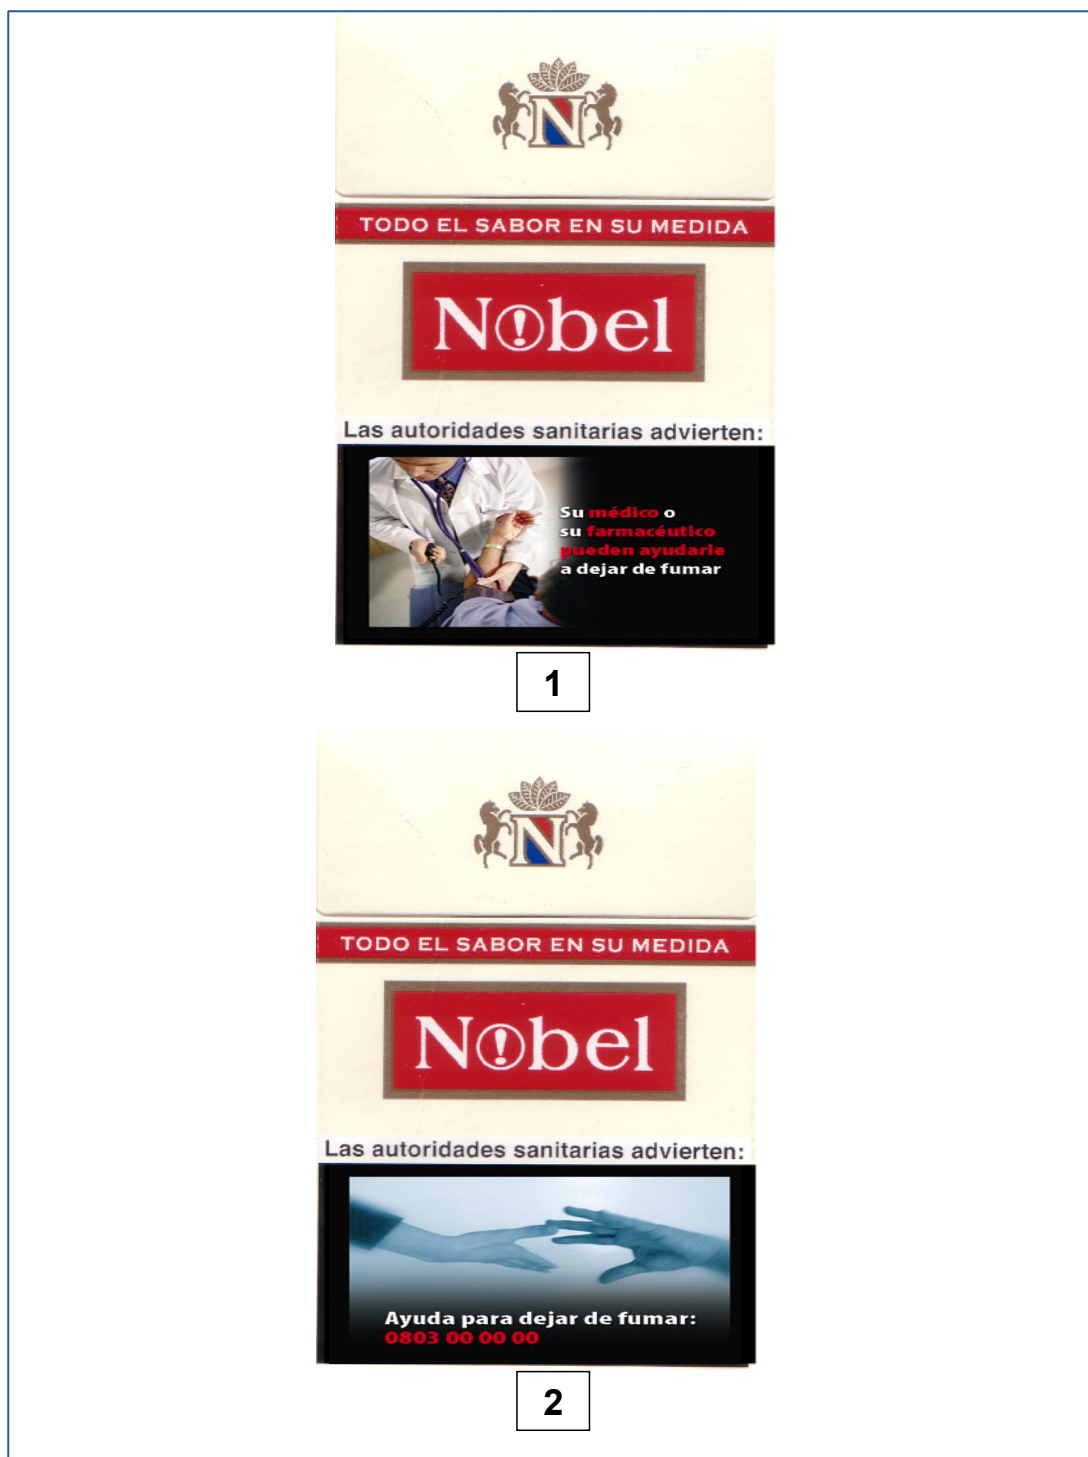 N
TODO EL SABOR EN SU MEDIDA
N!bel
Las autoridades sanitarias advierten:
Su médico o
su farmacéutico
pueden ayudarle
a dejar de fumar
1
N
TODO EL SABOR EN SU MEDIDA
N!bel
Las autoridades sanitarias advierten:
Ayuda para dejar de fumar:
0803 00 00 00
2